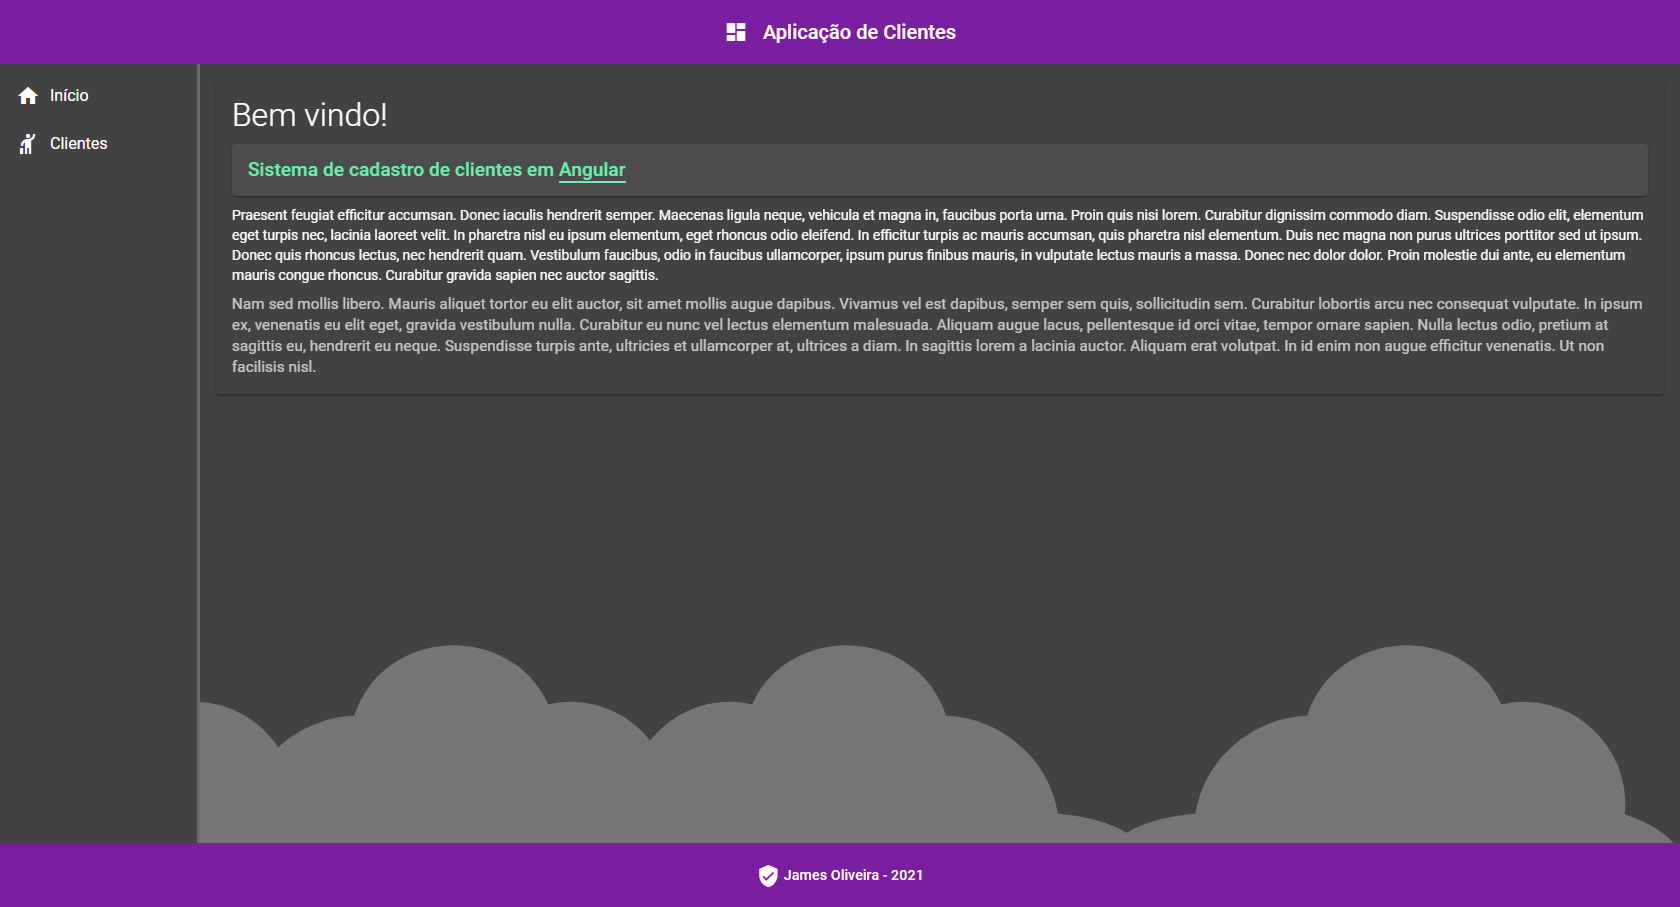 Aplicação de Clientes
Início
Clientes
Bem vindo!
Sistema de cadastro de clientes em Angular
Praesent feugiat efficitur accumsan. Donec iaculis hendrerit semper. Maecenas ligula neque, vehicula et magna in, faucibus porta urna. Proin quis nisi lorem. Curabitur dignissim commodo diam. Suspendisse odio elit, elementum
eget turpis nec, lacinia laoreet velit. In pharetra nisl eu ipsum elementum, eget rhoncus odio eleifend. In efficitur turpis ac mauris accumsan, quis pharetra nisl elementum. Duis nec magna non purus ultrices porttitor sed ut ipsum.
Donec quis rhoncus lectus, nec hendrerit quam. Vestibulum faucibus, odio in faucibus ullamcorper, ipsum purus finibus mauris, in vulputate lectus mauris a massa. Donec nec dolor dolor. Proin molestie dui ante, eu elementum
mauris congue rhoncus. Curabitur gravida sapien nec auctor sagittis.
Nam sed mollis libero. Mauris aliquet tortor eu elit auctor, sit amet mollis augue dapibus. Vivamus vel est dapibus, semper sem quis, sollicitudin sem. Curabitur lobortis arcu nec consequat vulputate. In ipsum
ex, venenatis eu elit eget, gravida vestibulum nulla. Curabitur eu nunc vel lectus elementum malesuada. Aliquam augue lacus, pellentesque id orci vitae, tempor ornare sapien. Nulla lectus odio, pretium at
sagittis eu, hendrerit eu neque. Suspendisse turpis ante, ultricies et ullamcorper at, ultrices a diam. In sagittis lorem a lacinia auctor. Aliquam erat volutpat. In id enim non augue efficitur venenatis. Ut non
facilisis nisl.
James Oliveira - 2021